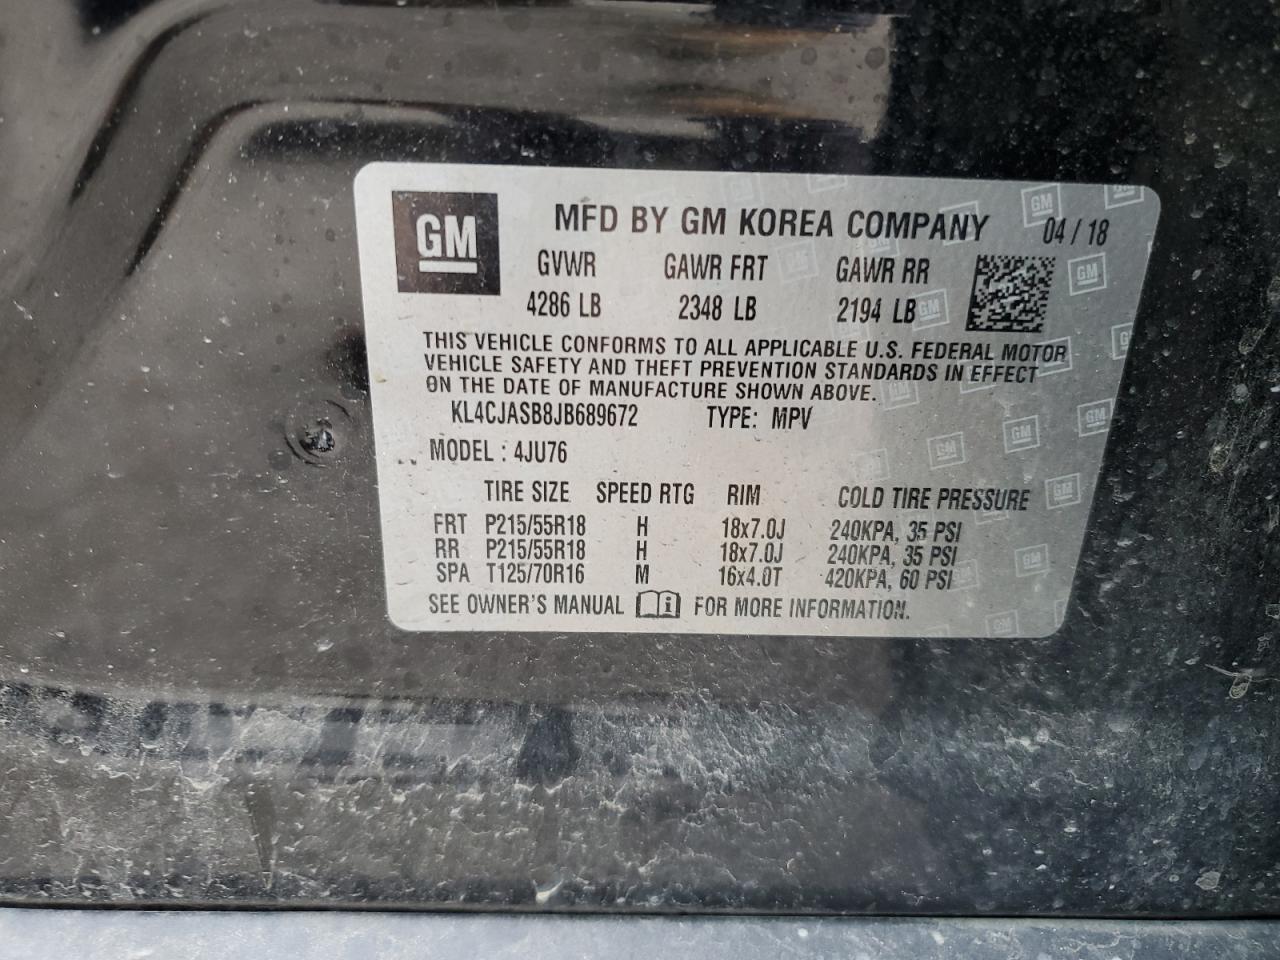 GM
MFD BY GM KOREA COMPANY 04 / 18
GVWR GAWR FRT GAWR RR
4286 LB 2348 LB 2194 LB
THIS VEHICLE CONFORMS TO ALL APPLICABLE U.S. FEDERAL MOTOR
VEHICLE SAFETY AND THEFT PREVENTION STANDARDS IN EFFECT
ON THE DATE OF MANUFACTURE SHOWN ABOVE.
KL4CJASB8JB689672 TYPE: MPV
MODEL : 4JU76
TIRE SIZE SPEED RTG RIM COLD TIRE PRESSURE
FRT P215/55R18 H 18x7.0J 240KPA, 35 PSI
RR P215/55R18 H 18x7.0J 240KPA, 35 PSI
SPA T125/70R16 M 16x4.0T 420KPA, 60 PSI
SEE OWNER'S MANUAL i FOR MORE INFORMATION.